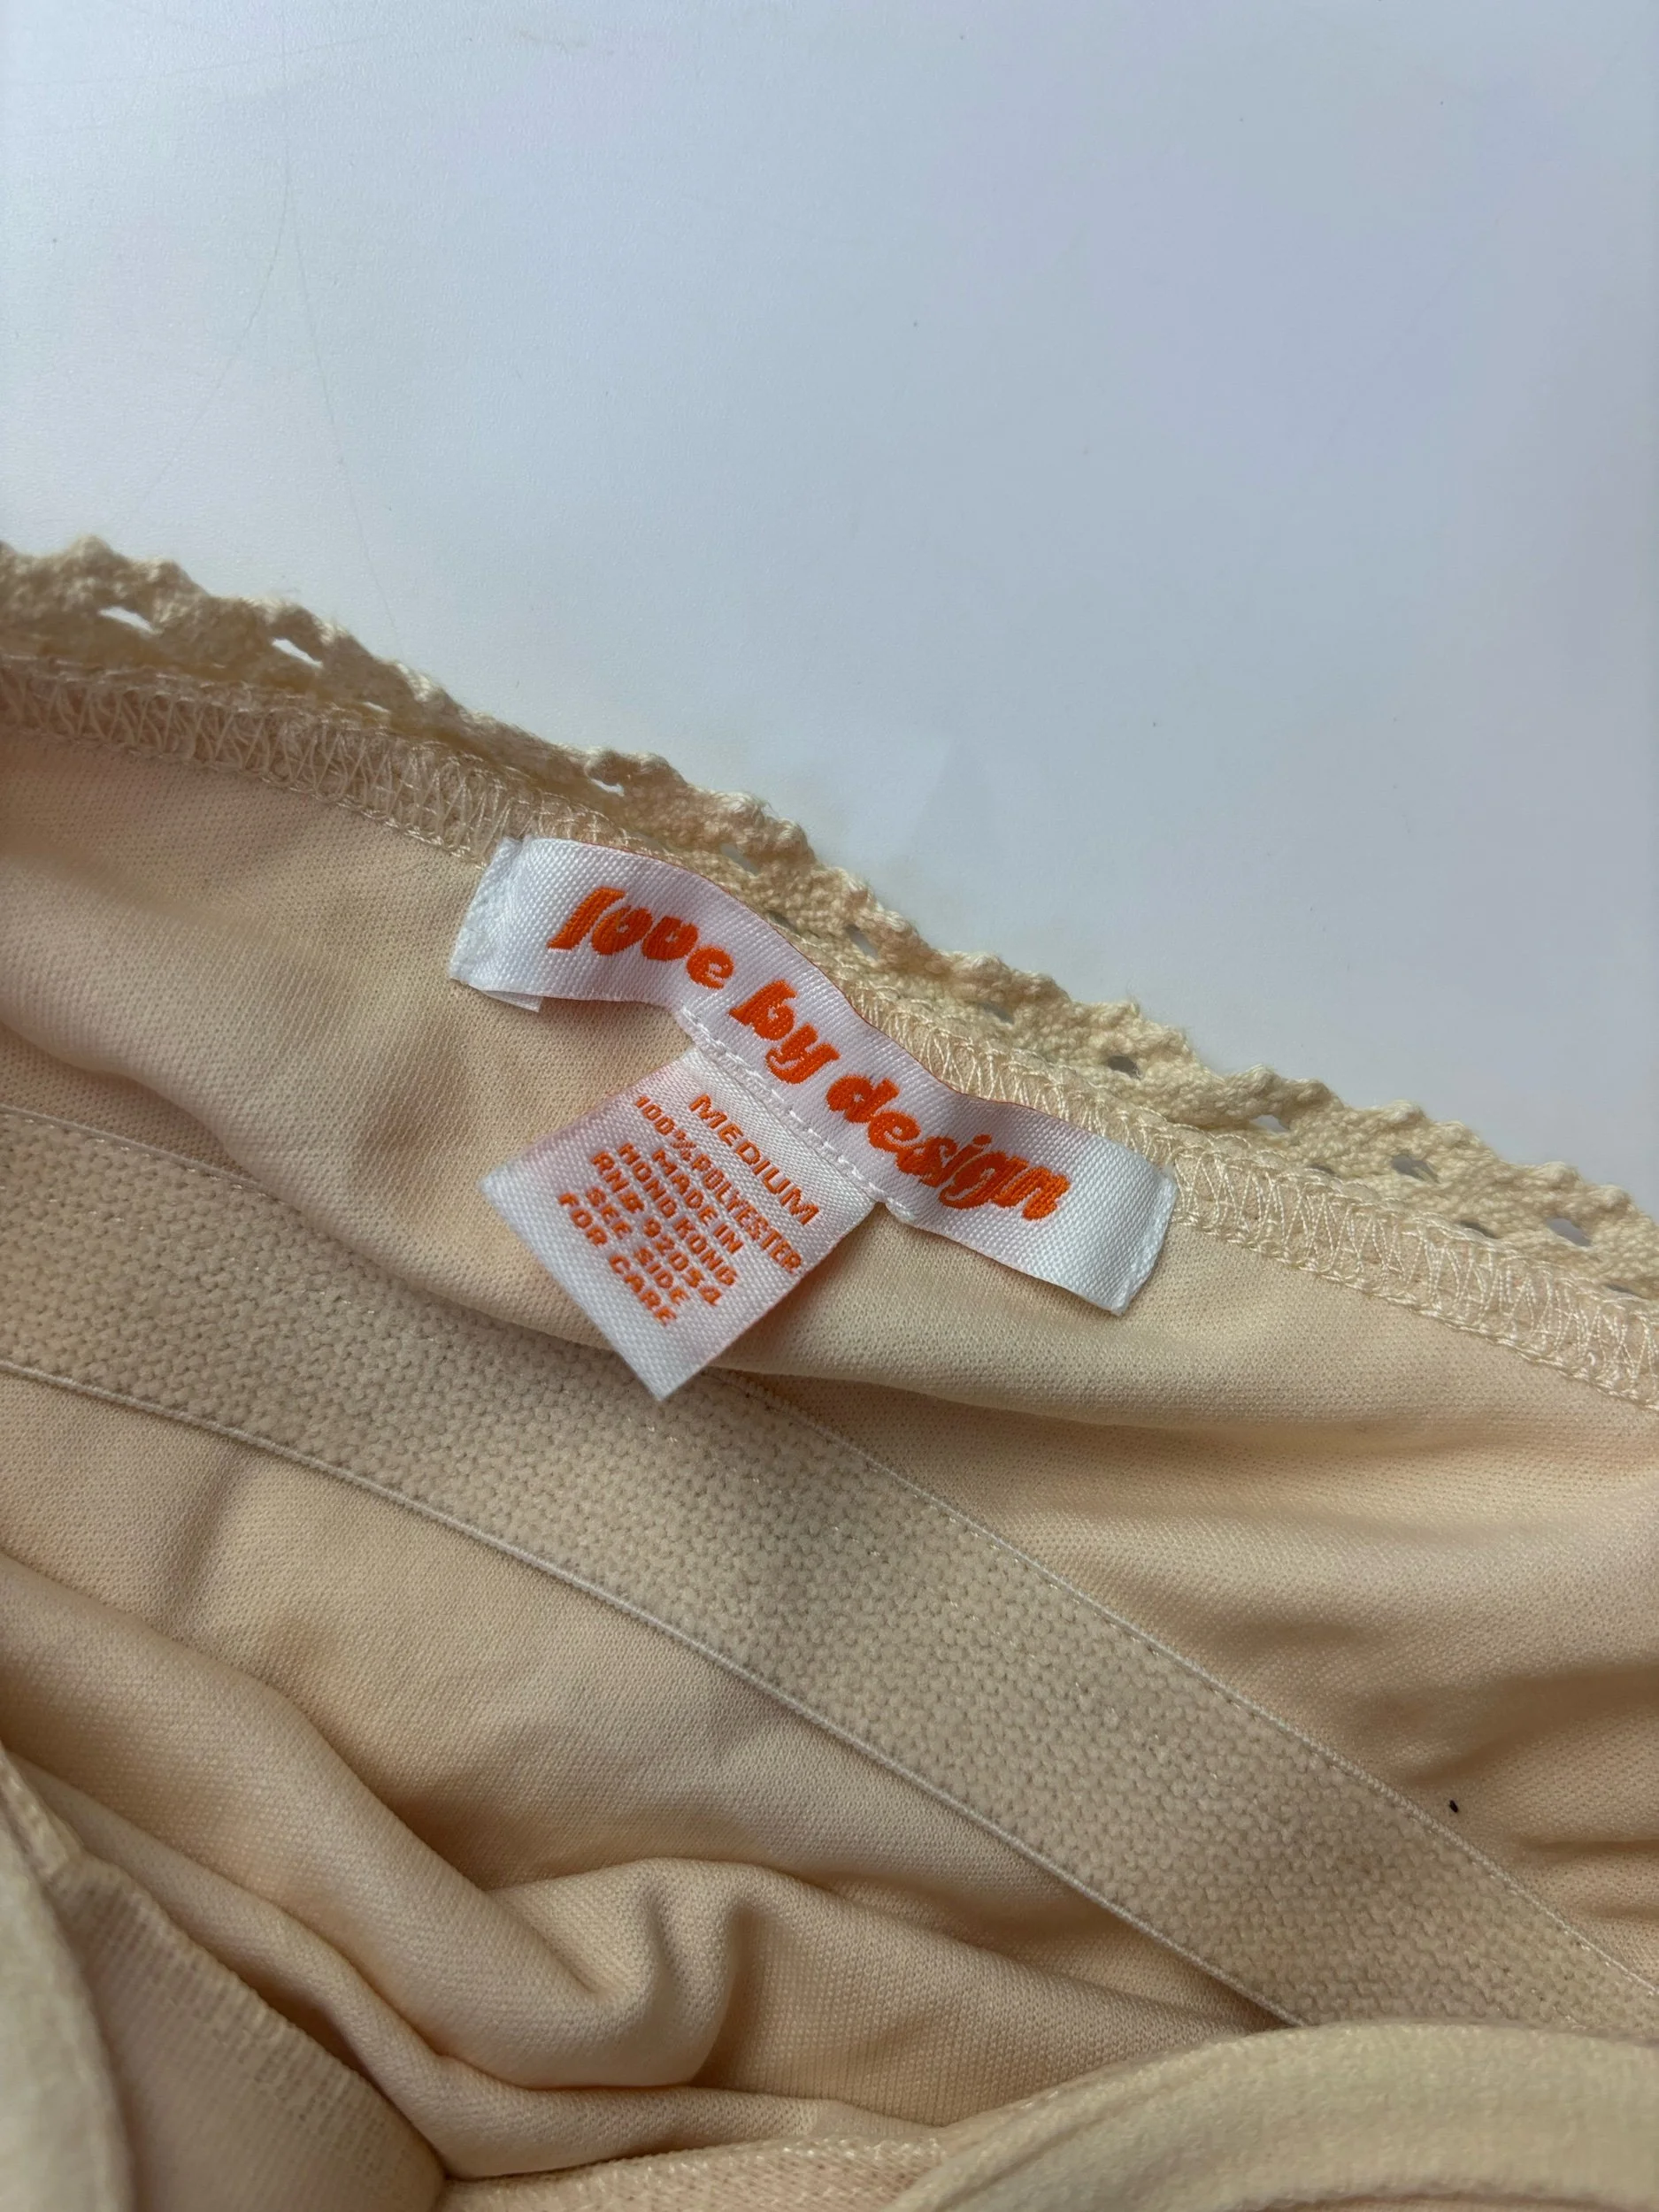 love by design
MEDIUM
100% POLYESTER
MADE IN
HONG KONG
RN# 92034
SEE SIDE
FOR CARE